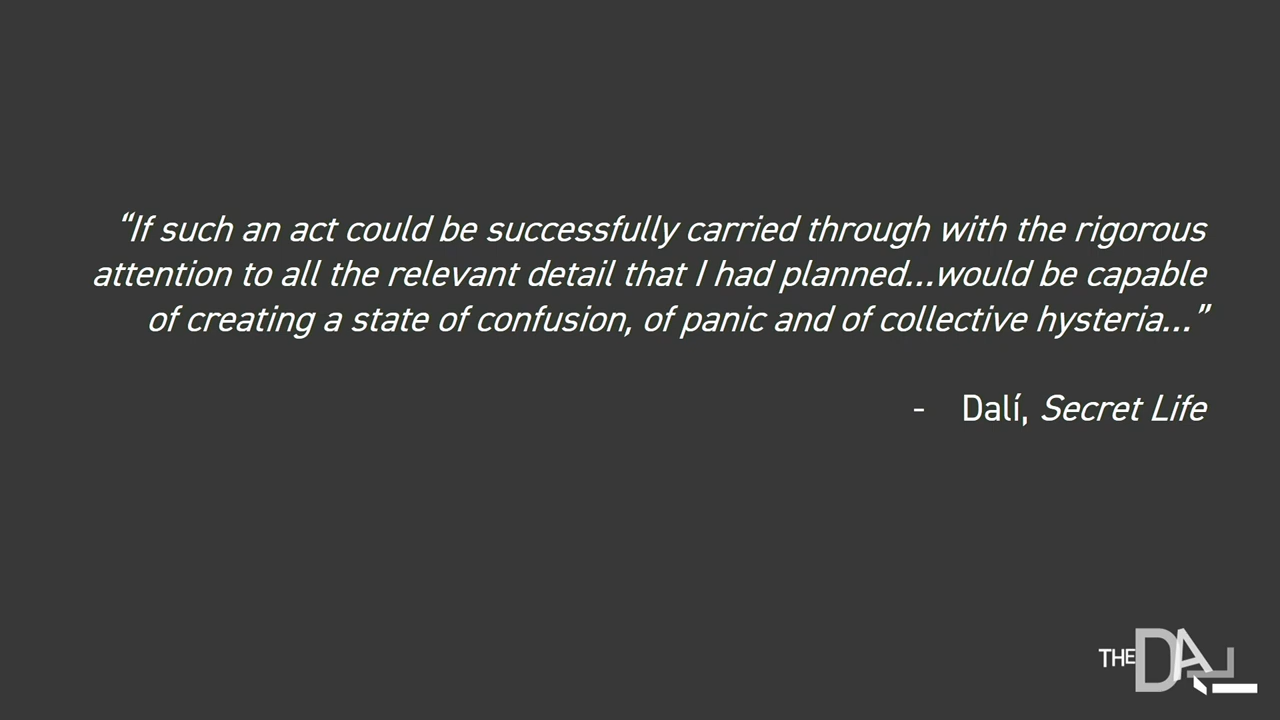 “If such an act could be successfully carried through with the rigorous
attention to all the relevant detail that I had planned...would be capable
of creating a state of confusion, of panic and of collective hysteria...”
- Dalí, Secret Life
THE DALÍ